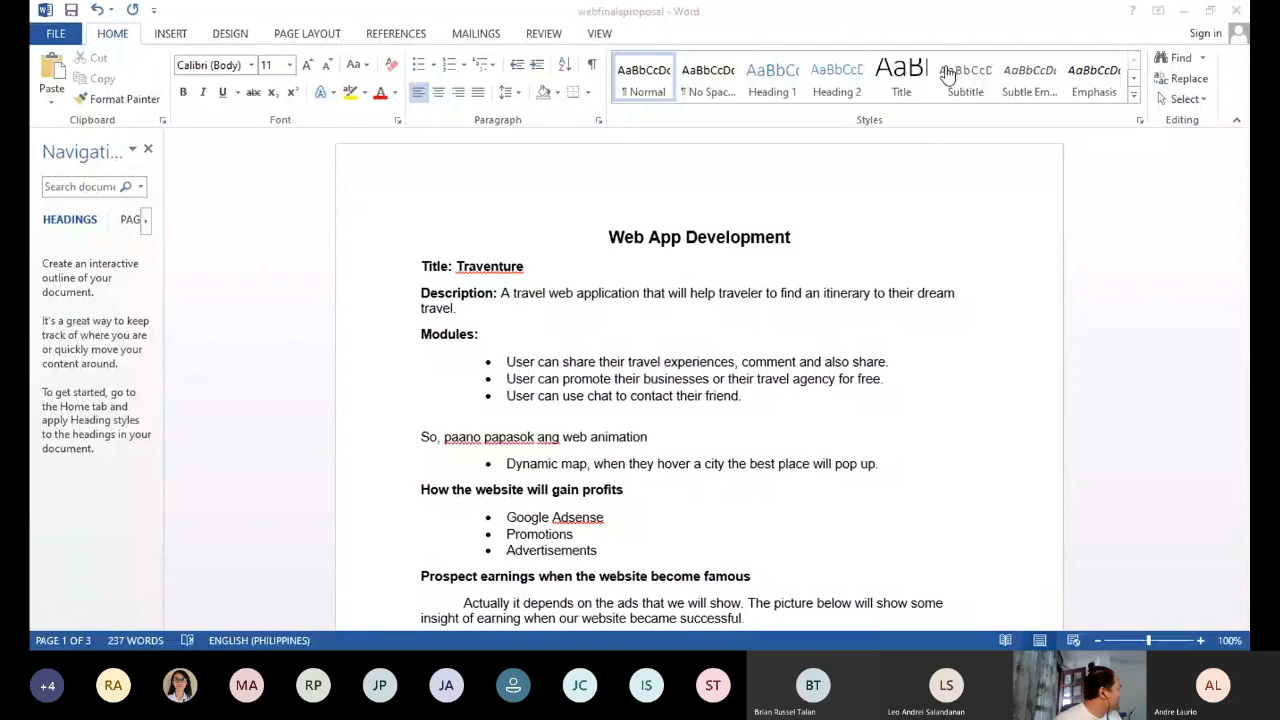 webfinalsproposal - Word
FILE HOME INSERT DESIGN PAGE LAYOUT REFERENCES MAILINGS REVIEW VIEW Sign in
Paste
Cut
Copy
Format Painter
Clipboard
Calibri (Body) 11
Font
Paragraph
AaBbCcDc AaBbCcDc AaBbC AaBbCcD AaB AaBbCcD AaBbCcDc AaBbCcDc
¶ Normal ¶ No Spac... Heading 1 Heading 2 Title Subtitle Subtle Em... Emphasis
Styles
Find
Replace
Select
Editing
Navigati...
Search docume
HEADINGS PAG
Create an interactive
outline of your
document.
It's a great way to keep
track of where you are
or quickly move your
content around.
To get started, go to
the Home tab and
apply Heading styles
to the headings in your
document.
Web App Development
Title: Traventure
Description: A travel web application that will help traveler to find an itinerary to their dream
travel.
Modules:
• User can share their travel experiences, comment and also share.
• User can promote their businesses or their travel agency for free.
• User can use chat to contact their friend.
So, paano papasok ang web animation
• Dynamic map, when they hover a city the best place will pop up.
How the website will gain profits
• Google Adsense
• Promotions
• Advertisements
Prospect earnings when the website become famous
Actually it depends on the ads that we will show. The picture below will show some
insight of earning when our website became successful.
PAGE 1 OF 3 237 WORDS ENGLISH (PHILIPPINES) 100%
+4 RA MA RP JP JA JC IS ST BT LS AL
Brian Russel Talan Leo Andrei Salandanan Andre Laurio